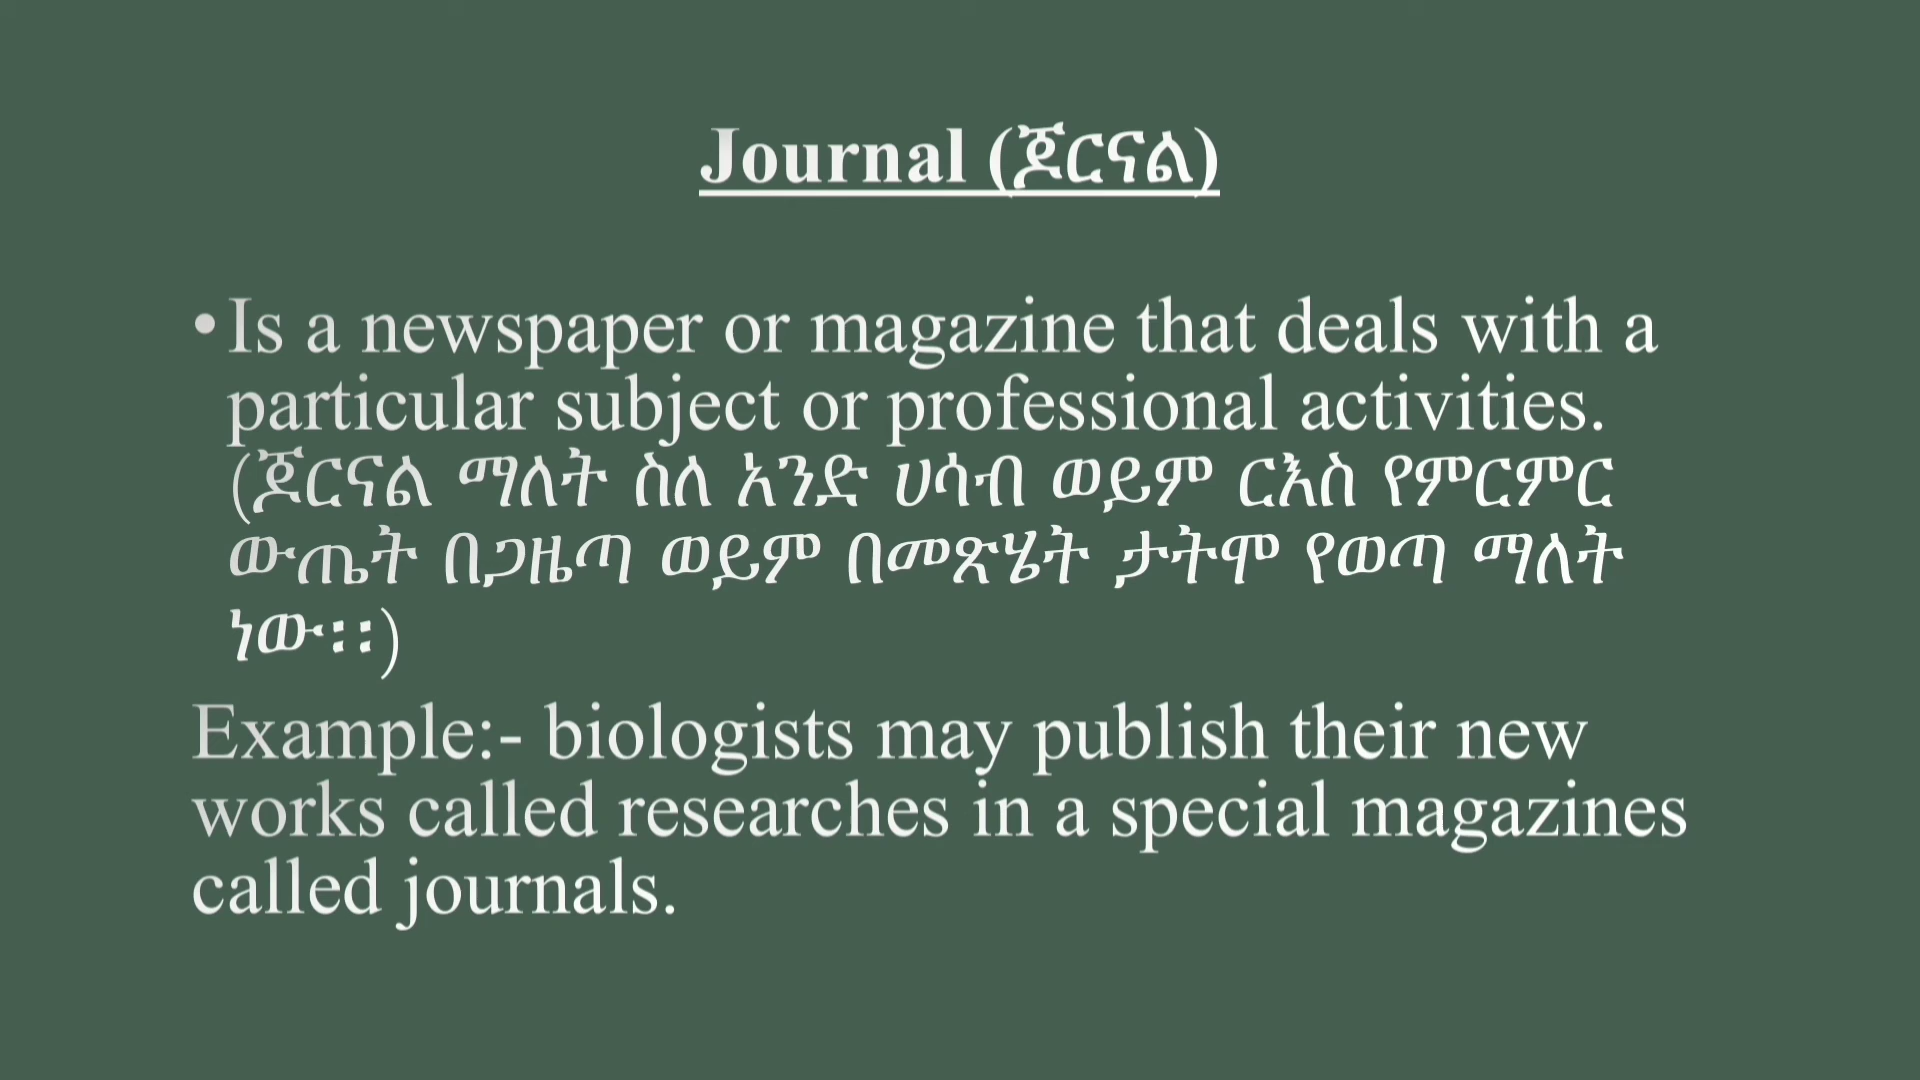 Journal (ጆርናል)
•Is a newspaper or magazine that deals with a
particular subject or professional activities.
(ጆርናል ማለት ስለ አንድ ሀሳብ ወይም ርእስ የምርምር
ውጤት በጋዜጣ ወይም በመጽሄት ታትሞ የወጣ ማለት
ነው፡፡)
Example:- biologists may publish their new
works called researches in a special magazines
called journals.